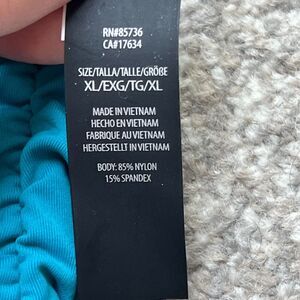 RN#85736
CA#17634
SIZE/TALLA/TAILLE/GRÖßE
XL/EXG/TG/XL
MADE IN VIETNAM
HECHO EN VIETNAM
FABRIQUE AU VIETNAM
HERGESTELLT IN VIETNAM
BODY: 85% NYLON
15% SPANDEX